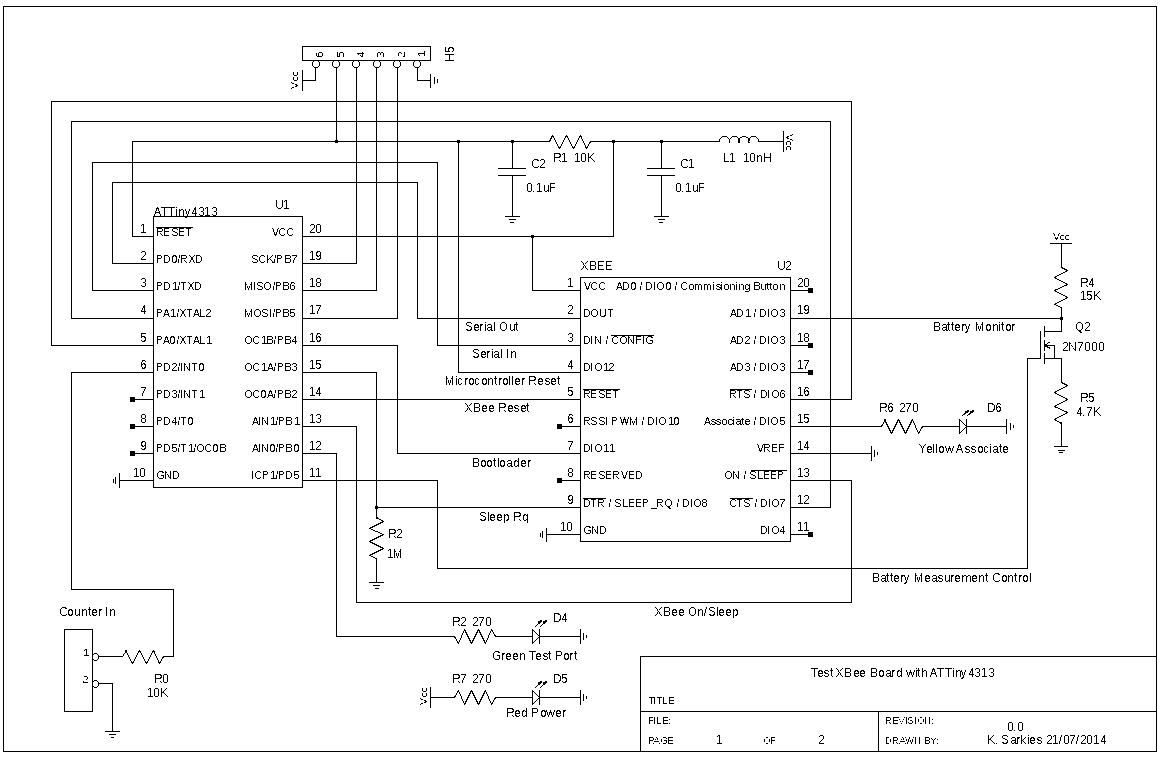 H5
6 5 4 3 2 1
Vcc
C2
0.1uF
R1 10K
C1
0.1uF
L1 10nH
Vcc
ATTiny4313
U1
1 RESET VCC 20
2 PD0/RXD SCK/PB7 19
3 PD1/TXD MISO/PB6 18
4 PA1/XTAL2 MOSI/PB5 17
5 PA0/XTAL1 OC1B/PB4 16
6 PD2/INT0 OC1A/PB3 15
7 PD3/INT1 OC0A/PB2 14
8 PD4/T0 AIN1/PB1 13
9 PD5/T1/OC0B AIN0/PB0 12
10 GND ICP1/PD5 11
XBEE
U2
1 VCC AD0 / DIO0 / Commisioning Button 20
2 DOUT AD1 / DIO3 19
3 DIN / CONFIG AD2 / DIO3 18
4 DIO12 AD3 / DIO3 17
5 RESET RTS / DIO6 16
6 RSSI PWM / DIO10 Associate / DIO5 15
7 DIO11 VREF 14
8 RESERVED ON / SLEEP 13
9 DTR / SLEEP_RQ / DIO8 CTS / DIO7 12
10 GND DIO4 11
Serial Out
Serial In
Microcontroller Reset
XBee Reset
Bootloader
Sleep Rq
R2
1M
Vcc
R4
15K
Battery Monitor
Q2
2N7000
R5
4.7K
R6 270
D6
Yellow Associate
Battery Measurement Control
XBee On/Sleep
Counter In
1
2
R0
10K
R2 270
D4
Green Test Port
Vcc
R7 270
D5
Red Power
Test XBee Board with ATTiny4313
TITLE
FILE:
REVISION:
0.0
PAGE 1 OF 2
DRAWN BY:
K. Sarkies 21/07/2014